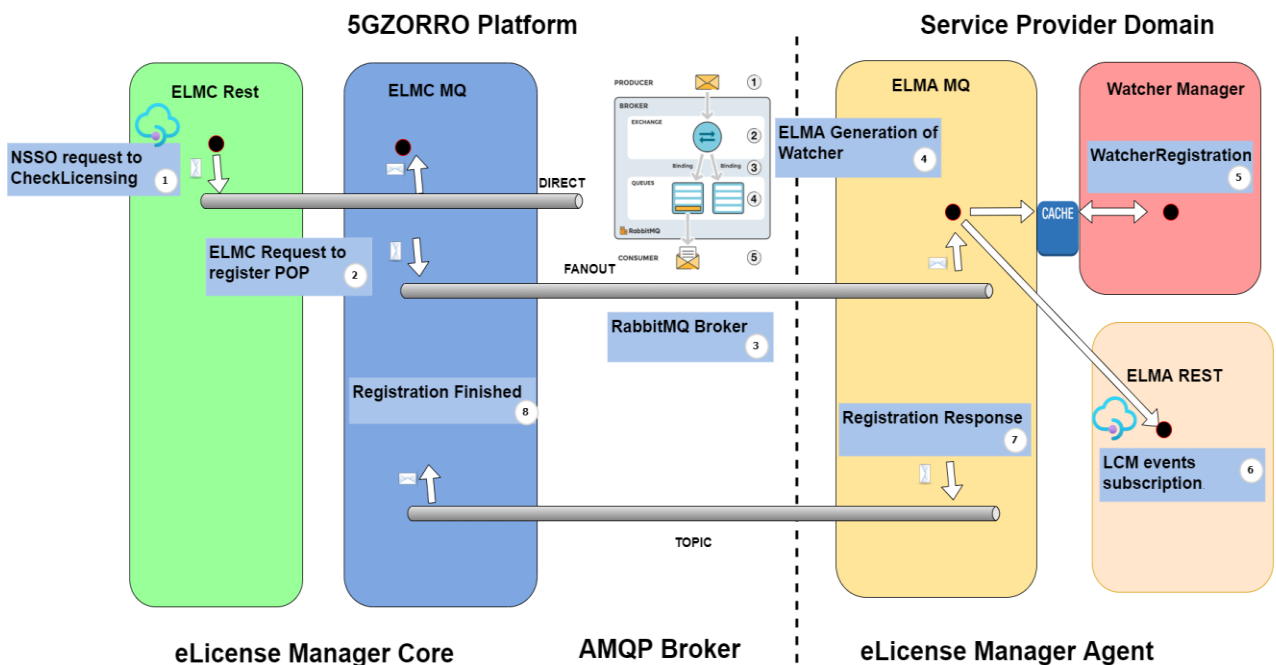 5GZORRO Platform
Service Provider Domain
ELMC Rest
ELMC MQ
PRODUCER
1
BROKER
EXCHANGE
2
Binding
Binding
3
QUEUES
4
RabbitMQ
CONSUMER
5
ELMA MQ
Watcher Manager
NSSO request to
CheckLicensing
1
DIRECT
ELMA Generation of
Watcher
4
WatcherRegistration
5
CACHE
ELMC Request to
register POP
2
FANOUT
RabbitMQ Broker
3
ELMA REST
Registration Finished
8
Registration Response
7
LCM events
subscription
6
TOPIC
eLicense Manager Core
AMQP Broker
eLicense Manager Agent